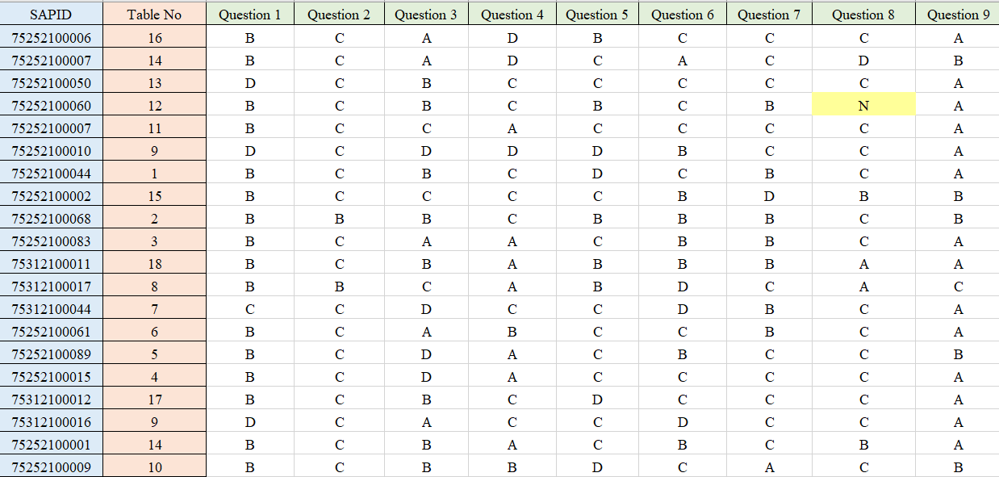 SAPID Table No Question 1 Question 2 Question 3 Question 4 Question 5 Question 6 Question 7 Question 8 Question 9
75252100006 16 B C A D B C C C A
75252100007 14 B C A D C A C D B
75252100050 13 D C B C C C C C A
75252100060 12 B C B C B C B N A
75252100007 11 B C C A C C C C A
75252100010 9 D C D D D B C C A
75252100044 1 B C B C D C B C A
75252100002 15 B C C C C B D B B
75252100068 2 B B B C B B B C B
75252100083 3 B C A A C B B C A
75312100011 18 B C B A B B B A A
75312100017 8 B B C A B D C A C
75312100044 7 C C D C C D B C A
75252100061 6 B C A B C C B C A
75252100089 5 B C D A C B C C B
75252100015 4 B C D A C C C C A
75312100012 17 B C B C D C C C A
75312100016 9 D C A C C D C C A
75252100001 14 B C B A C B C B A
75252100009 10 B C B B D C A C B